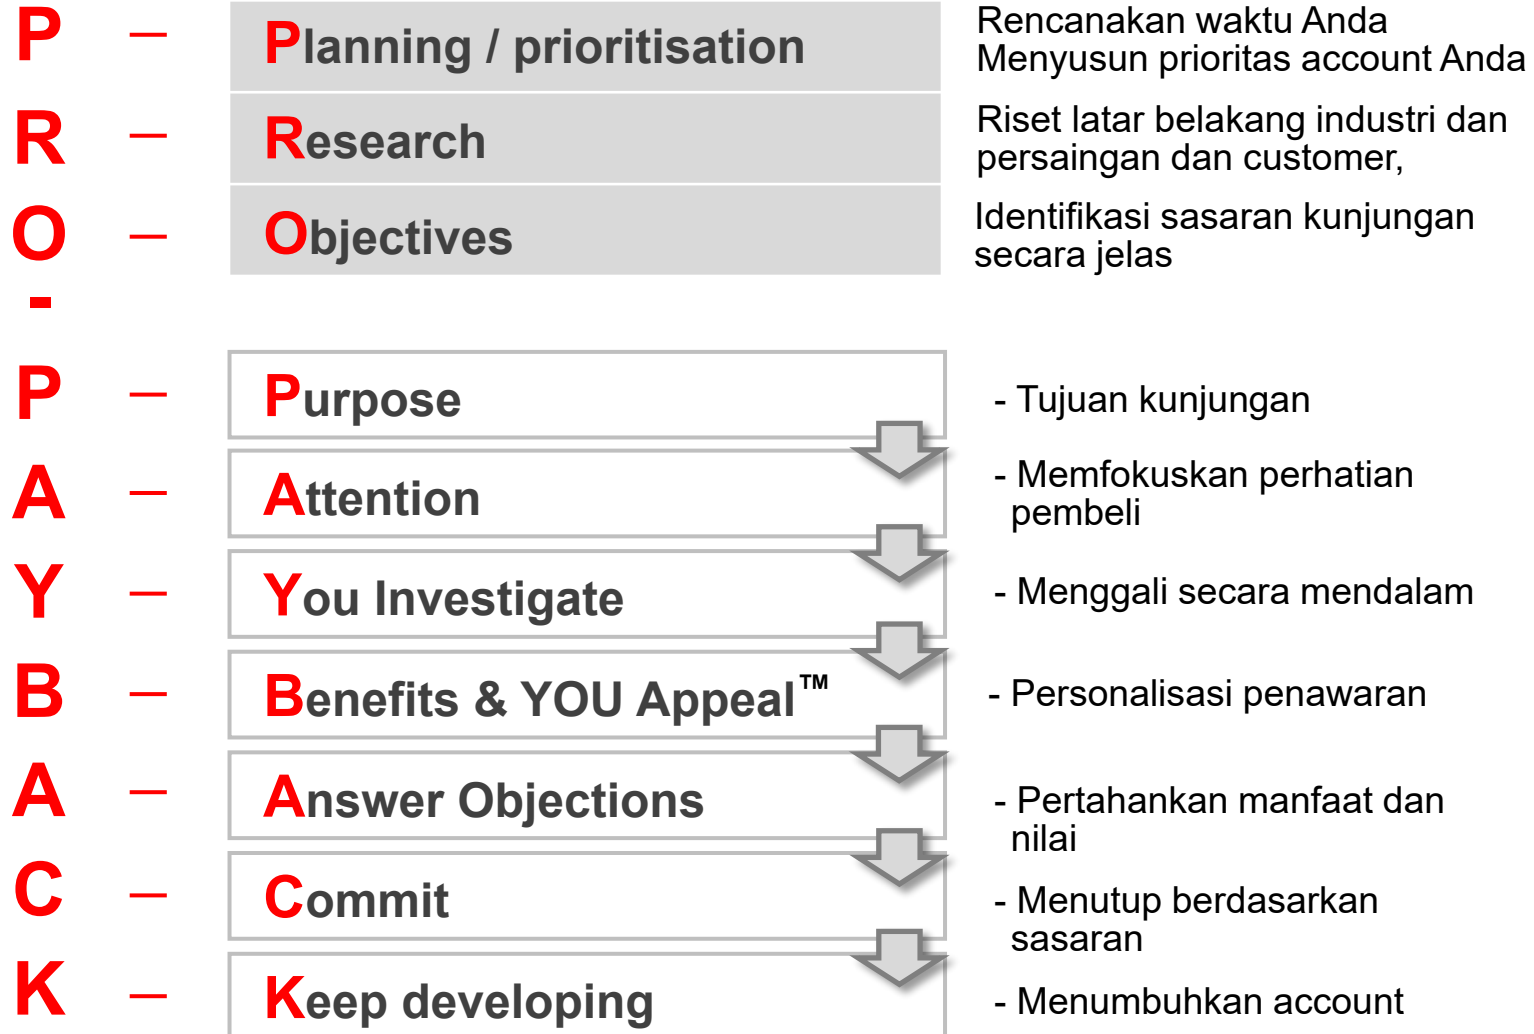 P – Planning / prioritisation Rencanakan waktu Anda
Menyusun prioritas account Anda
R – Research Riset latar belakang industri dan
persaingan dan customer,
O – Objectives Identifikasi sasaran kunjungan
secara jelas
-
P – Purpose - Tujuan kunjungan
A – Attention - Memfokuskan perhatian
pembeli
Y – You Investigate - Menggali secara mendalam
B – Benefits & YOU Appeal™ - Personalisasi penawaran
A – Answer Objections - Pertahankan manfaat dan
nilai
C – Commit - Menutup berdasarkan
sasaran
K – Keep developing - Menumbuhkan account